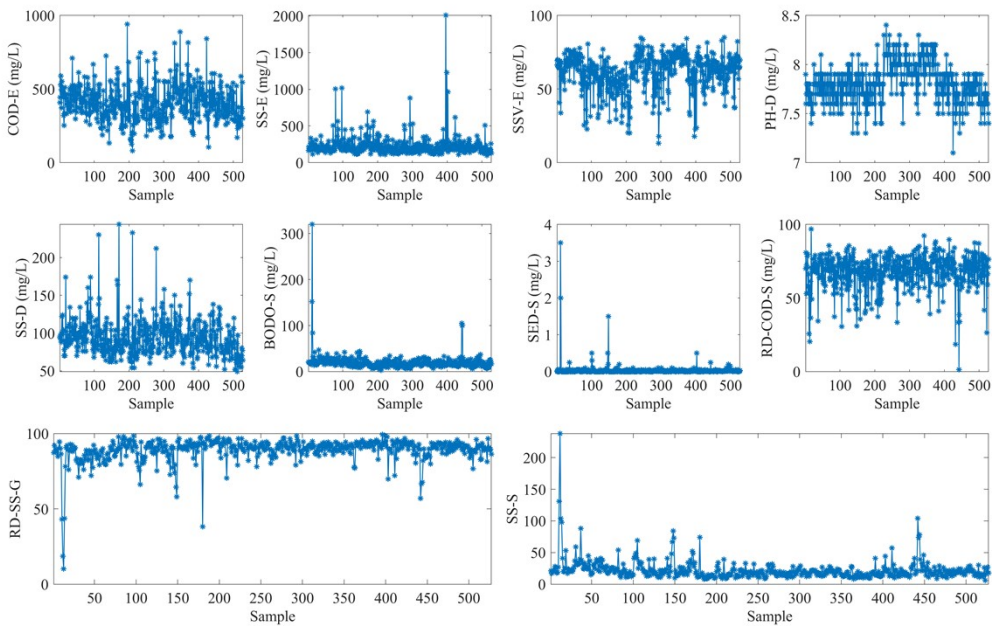 COD-E (mg/L)
1000
500
0
100 200 300 400 500
Sample
SS-E (mg/L)
2000
1500
1000
500
0
100 200 300 400 500
Sample
SSV-E (mg/L)
100
50
0
100 200 300 400 500
Sample
PH-D (mg/L)
8.5
8
7.5
7
100 200 300 400 500
Sample
SS-D (mg/L)
200
150
100
50
100 200 300 400 500
Sample
BODO-S (mg/L)
300
200
100
0
100 200 300 400 500
Sample
SED-S (mg/L)
4
3
2
1
0
100 200 300 400 500
Sample
RD-COD-S (mg/L)
100
50
0
100 200 300 400 500
Sample
RD-SS-G
100
50
0
50 100 150 200 250 300 350 400 450 500
Sample
SS-S
200
150
100
50
0
50 100 150 200 250 300 350 400 450 500
Sample